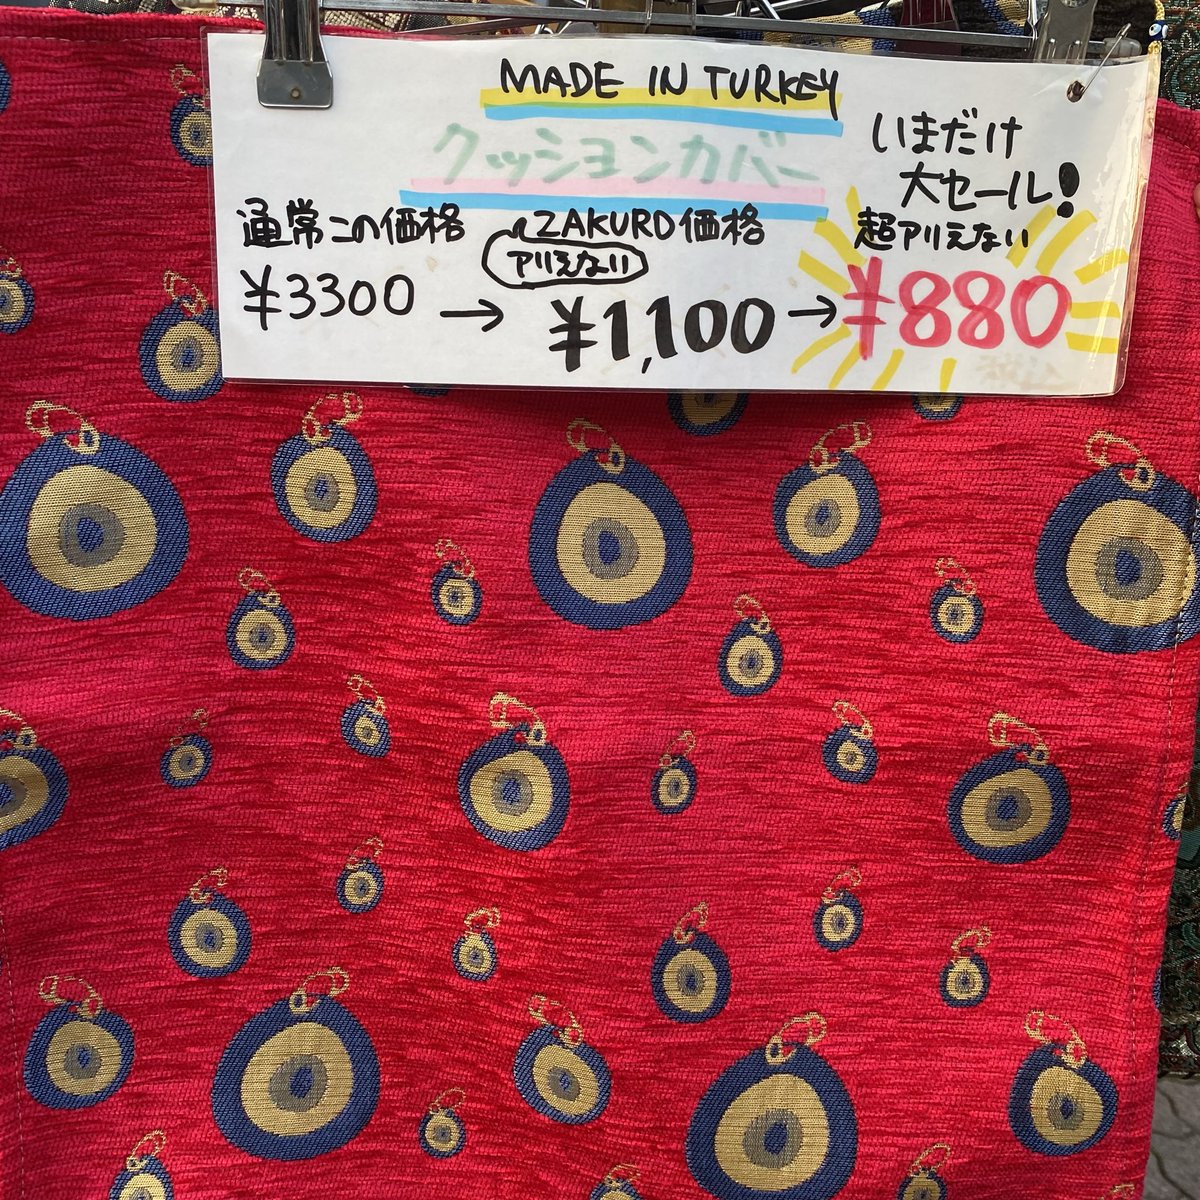 MADE IN TURKEY
クッションカバー
通常この価格
¥3300
→
ZAKURO価格
アリえない
¥1,100
→
いまだけ
大セール!
超アリえない
¥880